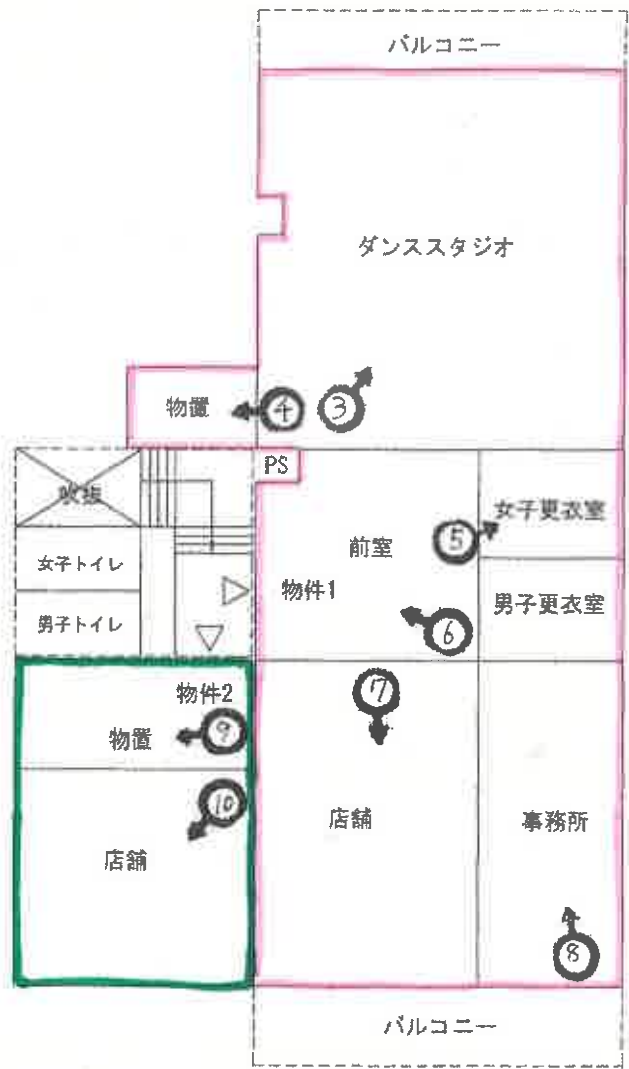 バルコニー
ダンススタジオ
物置
④
③
PS
吹抜
女子更衣室
前室
⑤
女子トイレ
物件1
男子更衣室
男子トイレ
⑥
物件2
⑦
物置
⑨
⑩
店舗
事務所
店舗
⑧
バルコニー